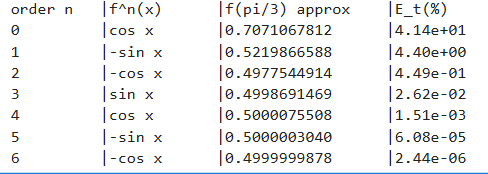 order n |f^n(x) |f(pi/3) approx |E_t(%)
0 |cos x |0.7071067812 |4.14e+01
1 |-sin x |0.5219866588 |4.40e+00
2 |-cos x |0.4977544914 |4.49e-01
3 |sin x |0.4998691469 |2.62e-02
4 |cos x |0.5000075508 |1.51e-03
5 |-sin x |0.5000003040 |6.08e-05
6 |-cos x |0.4999999878 |2.44e-06